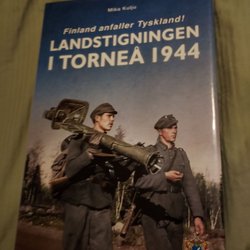 Mika Kulju
Finland anfaller Tyskland!
LANDSTIGNINGEN
I TORNEÅ 1944